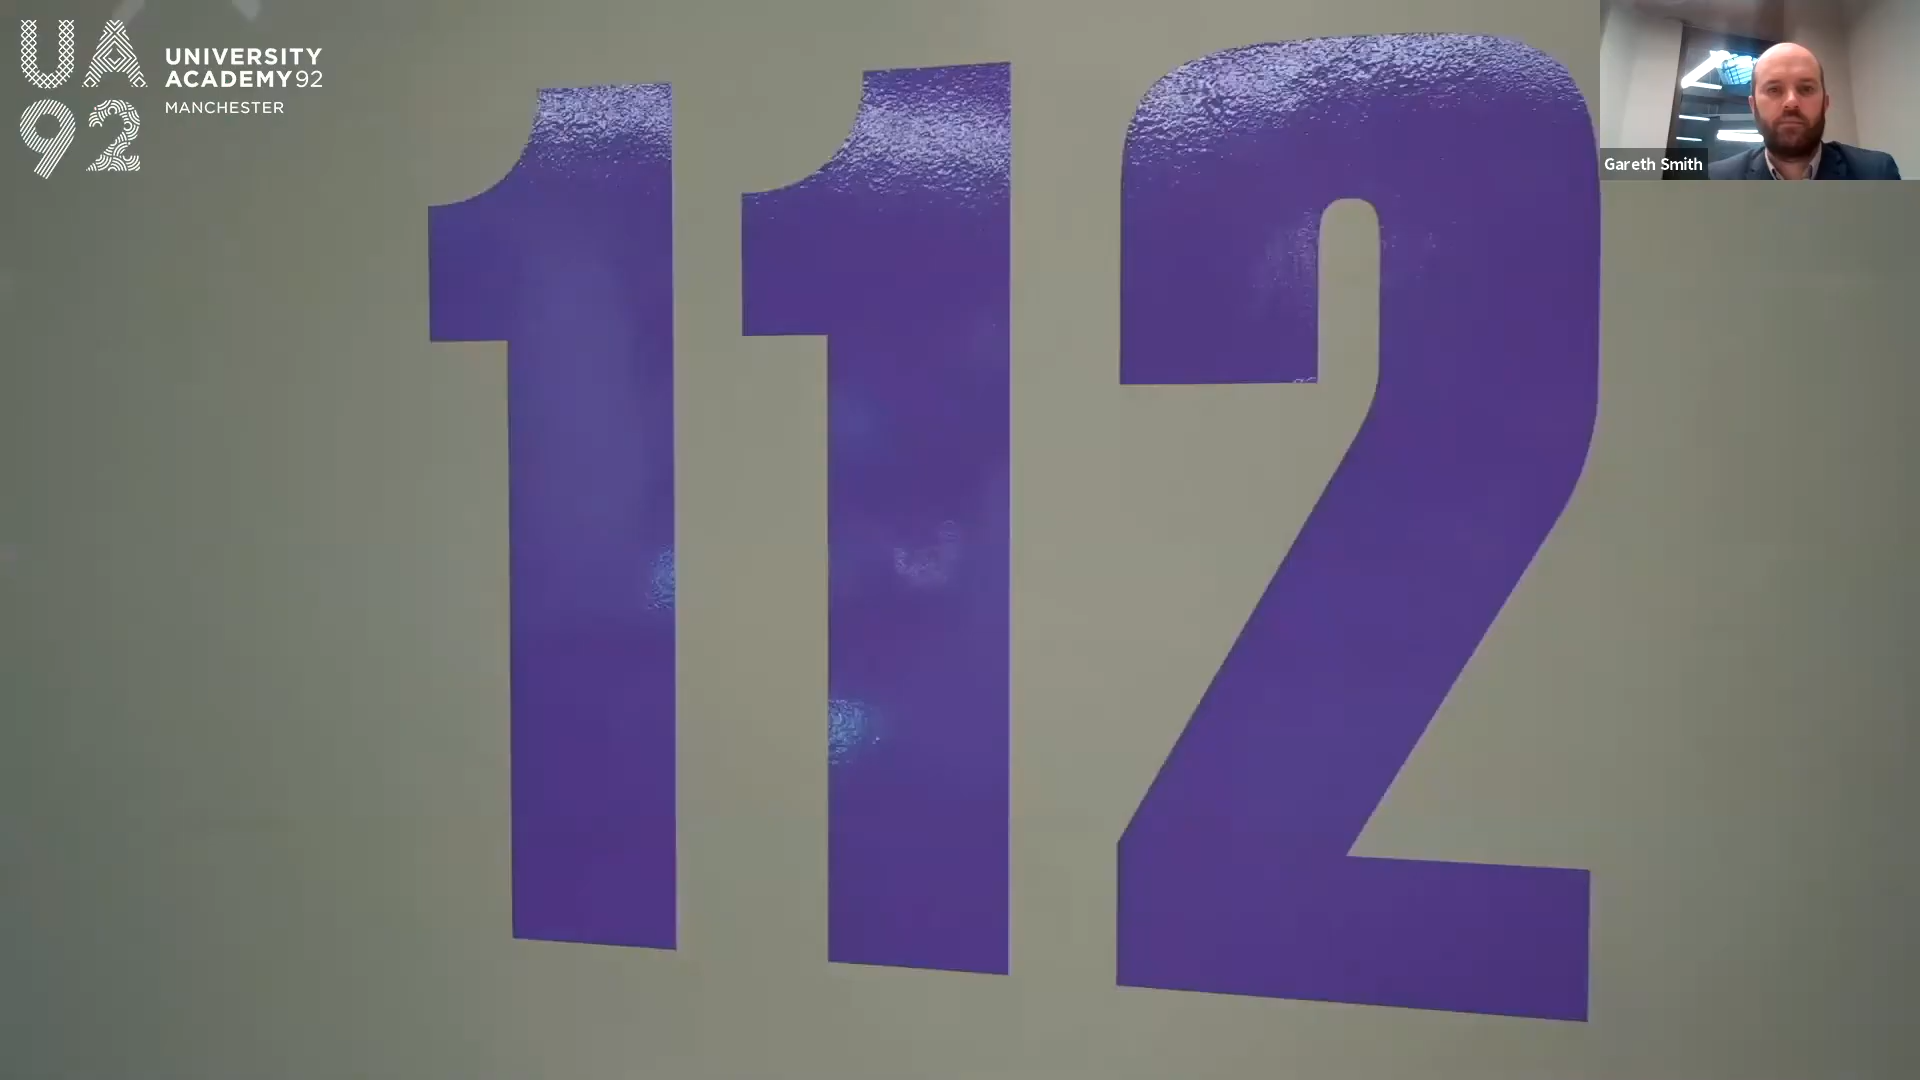 UA
92
UNIVERSITY
ACADEMY92
MANCHESTER
112
Gareth Smith